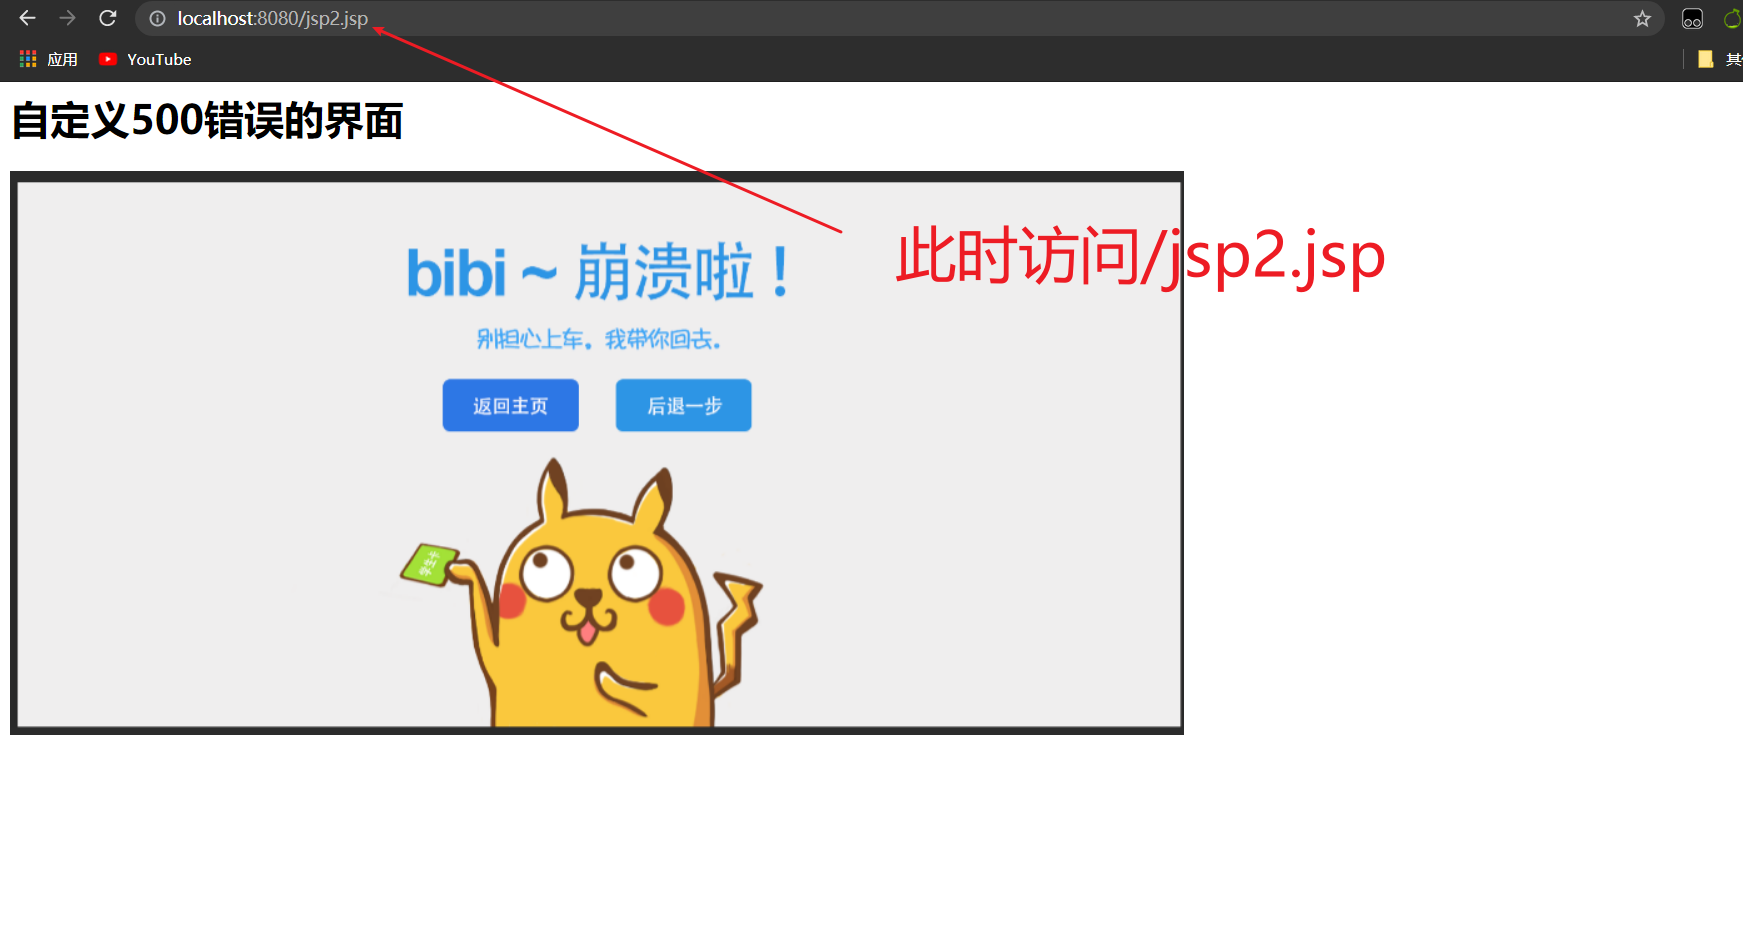 localhost:8080/jsp2.jsp
应用
YouTube
自定义500错误的界面
此时访问/jsp2.jsp
bibi ~ 崩溃啦！
别担心上车。我带你回去。
返回主页
后退一步
学生卡